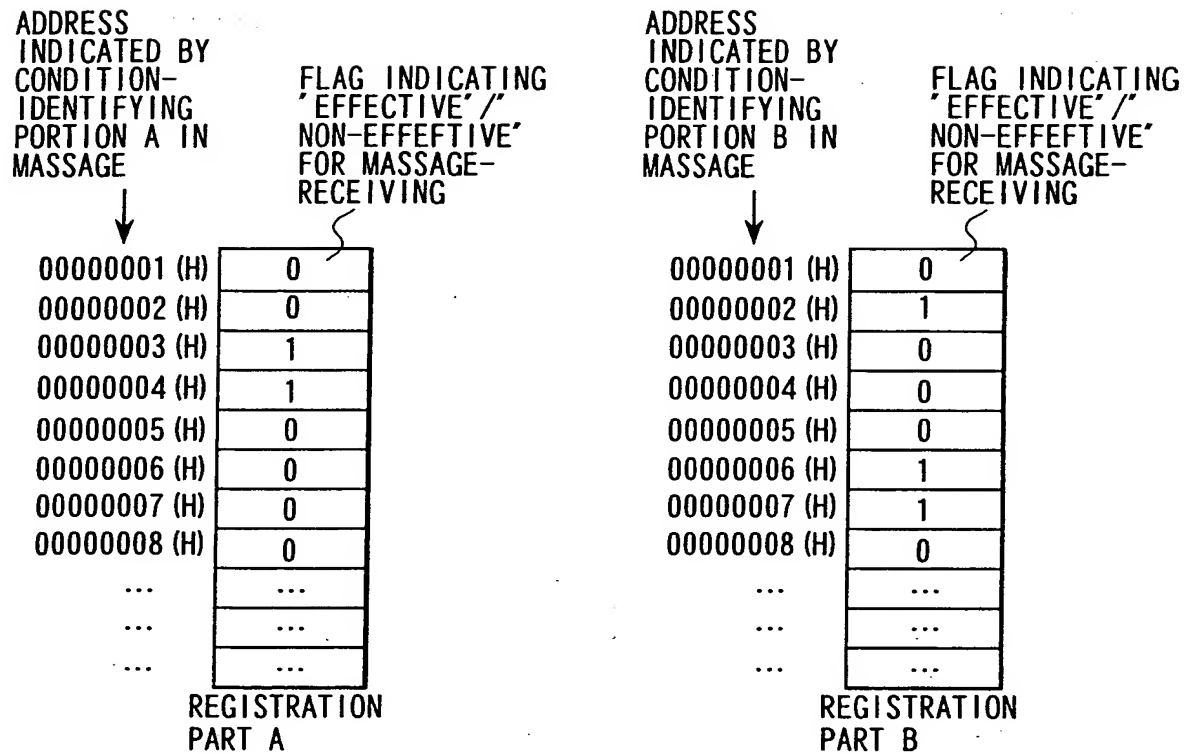 ADDRESS
INDICATED BY
CONDITION-
IDENTIFYING
PORTION A IN
MASSAGE
FLAG INDICATING
'EFFECTIVE'/'
NON-EFFEFTIVE'
FOR MASSAGE-
RECEIVING
00000001 (H) 0
00000002 (H) 0
00000003 (H) 1
00000004 (H) 1
00000005 (H) 0
00000006 (H) 0
00000007 (H) 0
00000008 (H) 0
... ...
... ...
... ...
REGISTRATION
PART A
ADDRESS
INDICATED BY
CONDITION-
IDENTIFYING
PORTION B IN
MASSAGE
FLAG INDICATING
'EFFECTIVE'/'
NON-EFFEFTIVE'
FOR MASSAGE-
RECEIVING
00000001 (H) 0
00000002 (H) 1
00000003 (H) 0
00000004 (H) 0
00000005 (H) 0
00000006 (H) 1
00000007 (H) 1
00000008 (H) 0
... ...
... ...
... ...
REGISTRATION
PART B